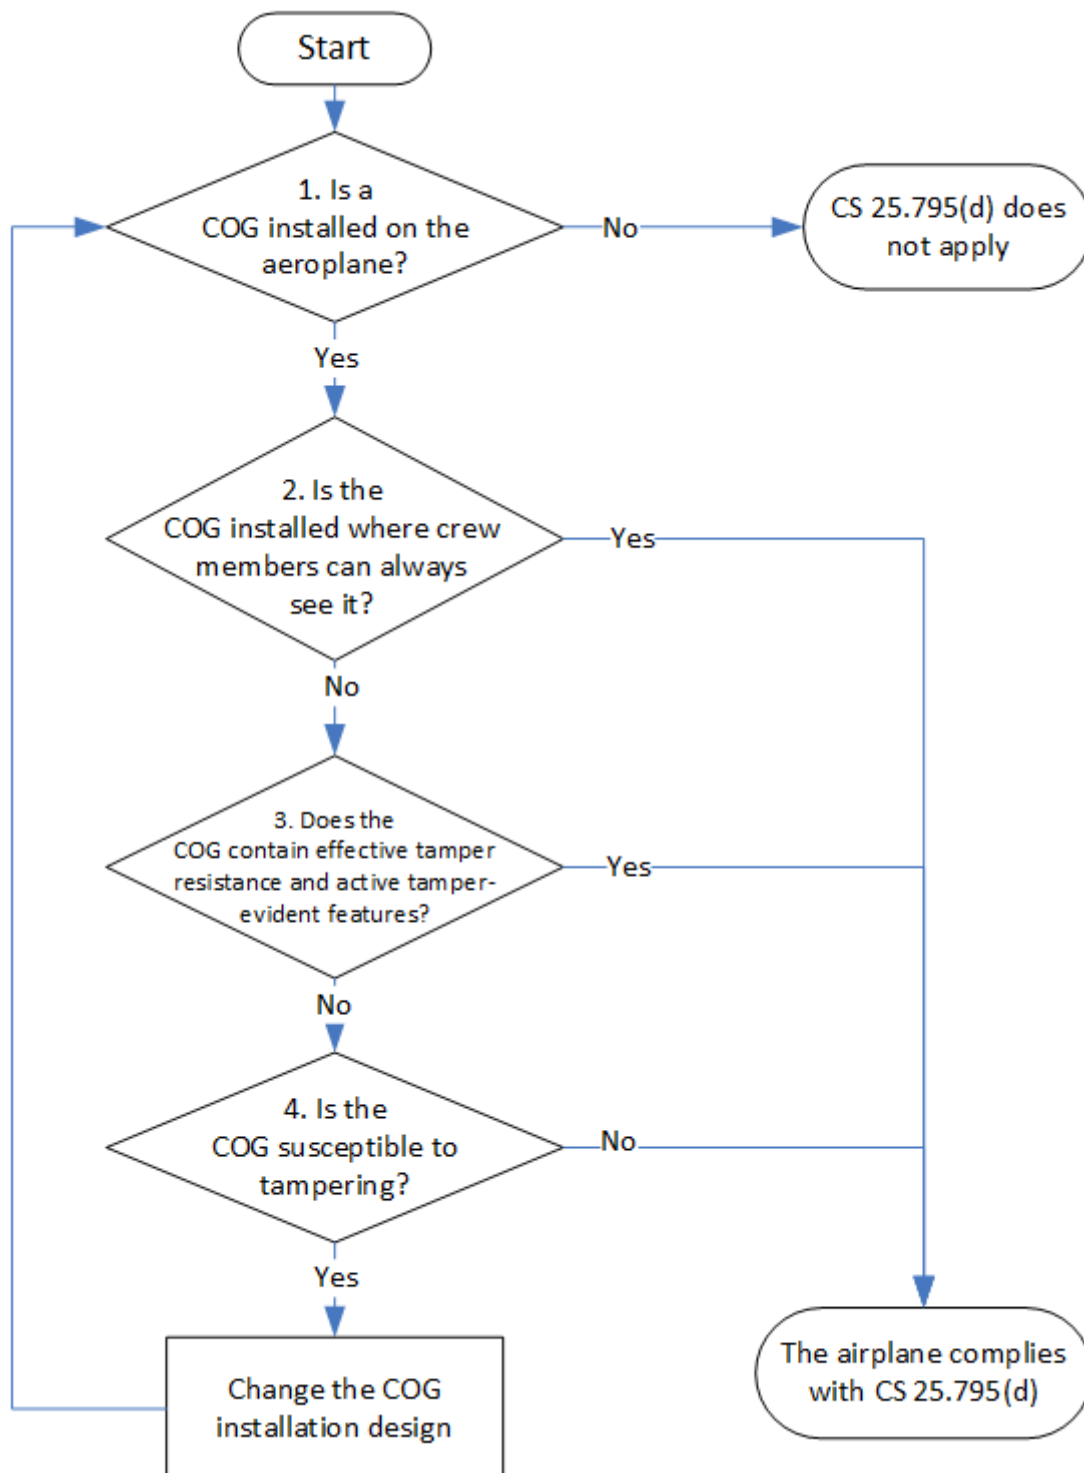 Start
1. Is a
COG installed on the
aeroplane?
No
CS 25.795(d) does
not apply
Yes
2. Is the
COG installed where crew
members can always
see it?
Yes
No
3. Does the
COG contain effective tamper
resistance and active tamper-
evident features?
Yes
No
4. Is the
COG susceptible to
tampering?
No
Yes
Change the COG
installation design
The airplane complies
with CS 25.795(d)